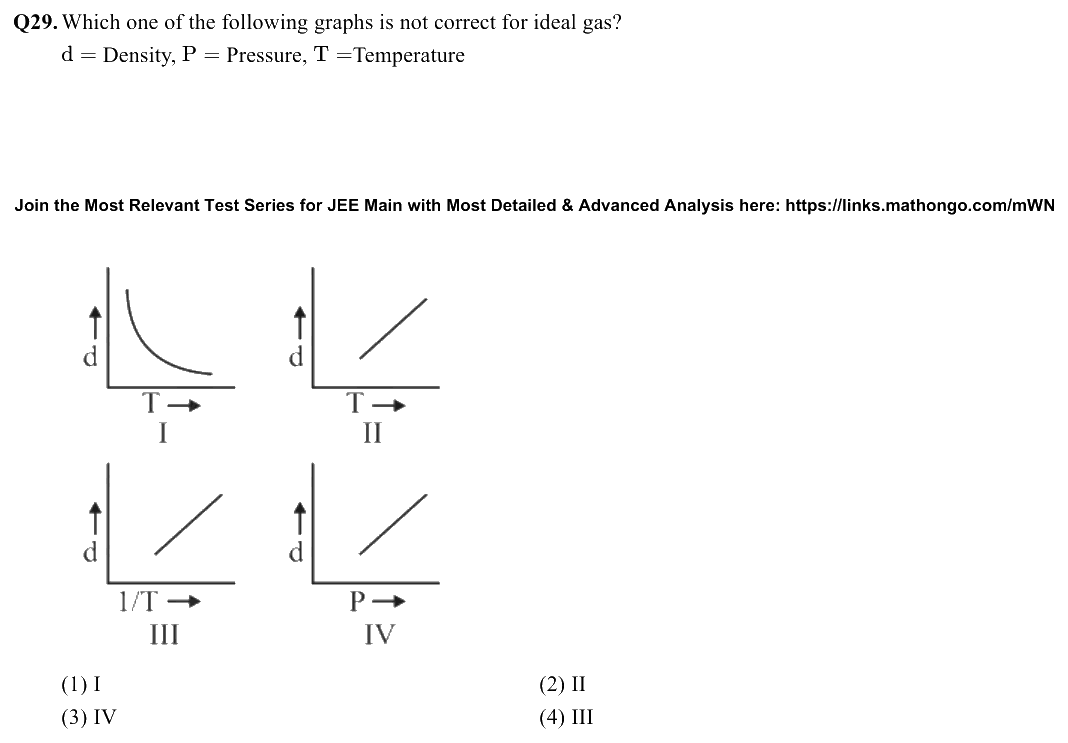 Q29. Which one of the following graphs is not correct for ideal gas?
d = Density, P = Pressure, T =Temperature
Join the Most Relevant Test Series for JEE Main with Most Detailed & Advanced Analysis here: https://links.mathongo.com/mWN
d d
T→ T→
I II
d d
1/T→ P→
III IV
(1) I (2) II
(3) IV (4) III